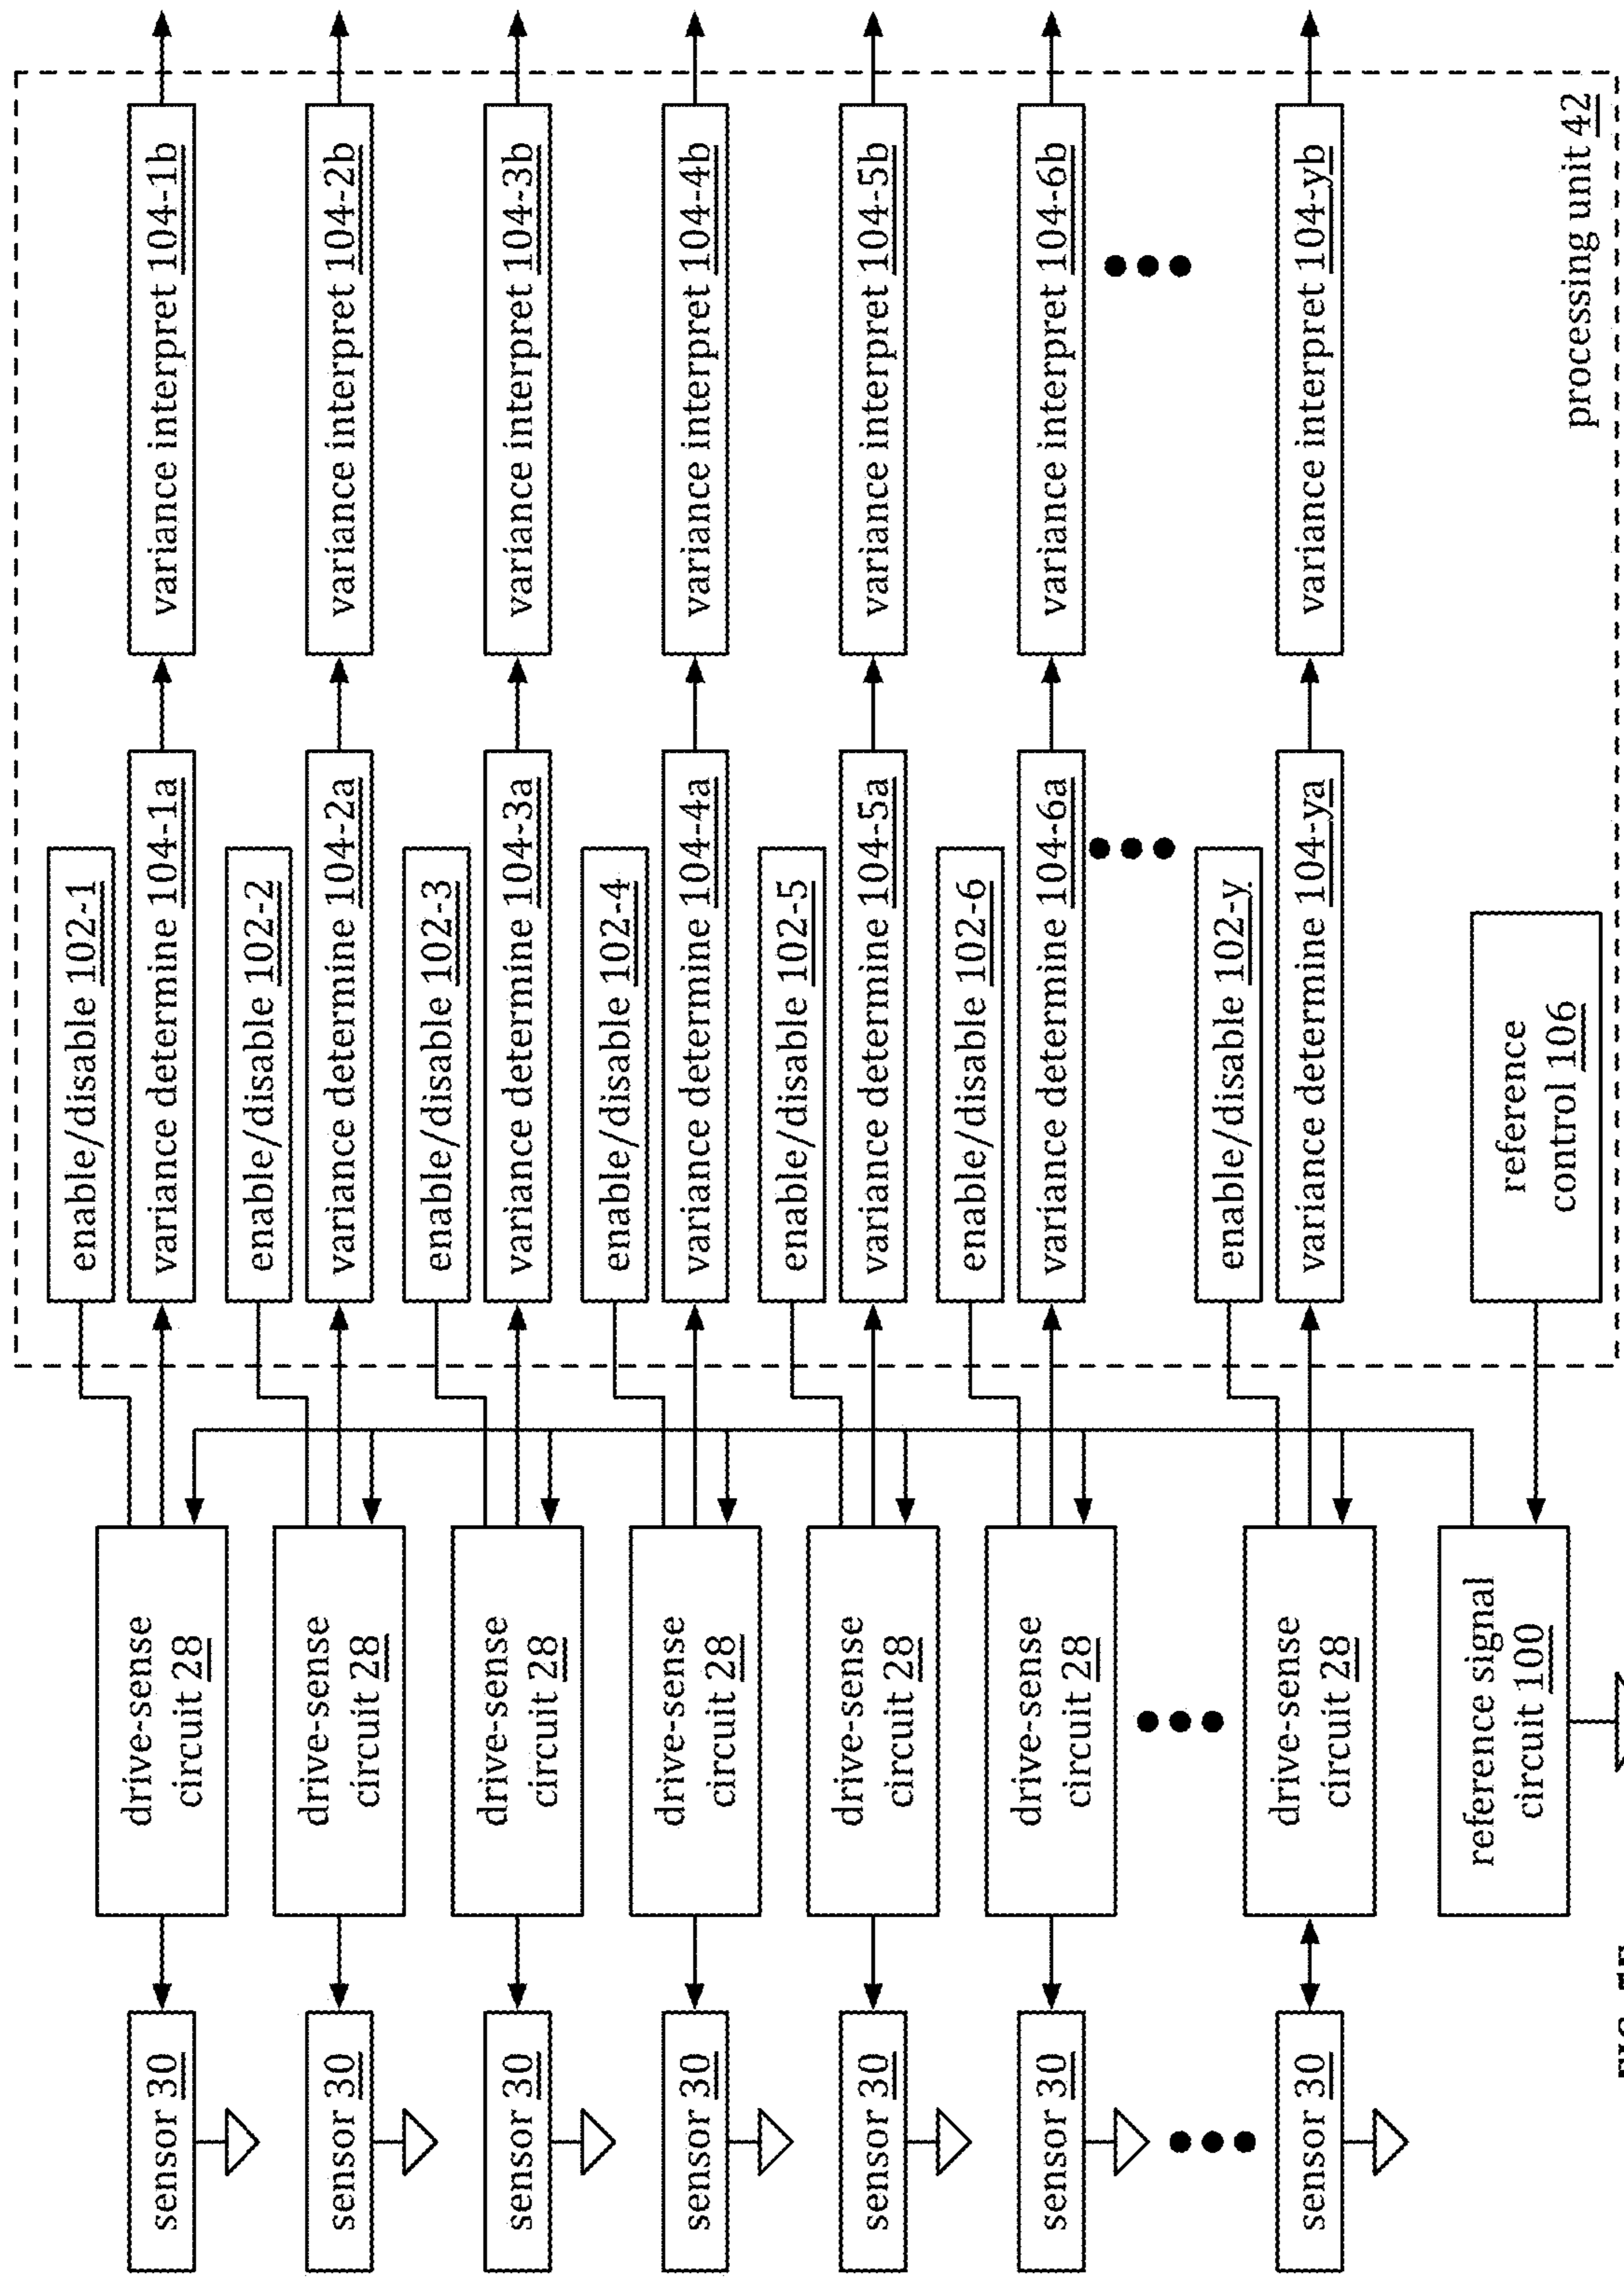 sensor 30
drive-sense
circuit 28
enable/disable 102-1
variance determine 104-1a
variance interpret 104-1b
sensor 30
drive-sense
circuit 28
enable/disable 102-2
variance determine 104-2a
variance interpret 104-2b
sensor 30
drive-sense
circuit 28
enable/disable 102-3
variance determine 104-3a
variance interpret 104-3b
sensor 30
drive-sense
circuit 28
enable/disable 102-4
variance determine 104-4a
variance interpret 104-4b
sensor 30
drive-sense
circuit 28
enable/disable 102-5
variance determine 104-5a
variance interpret 104-5b
sensor 30
drive-sense
circuit 28
enable/disable 102-6
variance determine 104-6a
variance interpret 104-6b
sensor 30
drive-sense
circuit 28
enable/disable 102-y
variance determine 104-ya
variance interpret 104-yb
reference signal
circuit 100
reference
control 106
processing unit 42